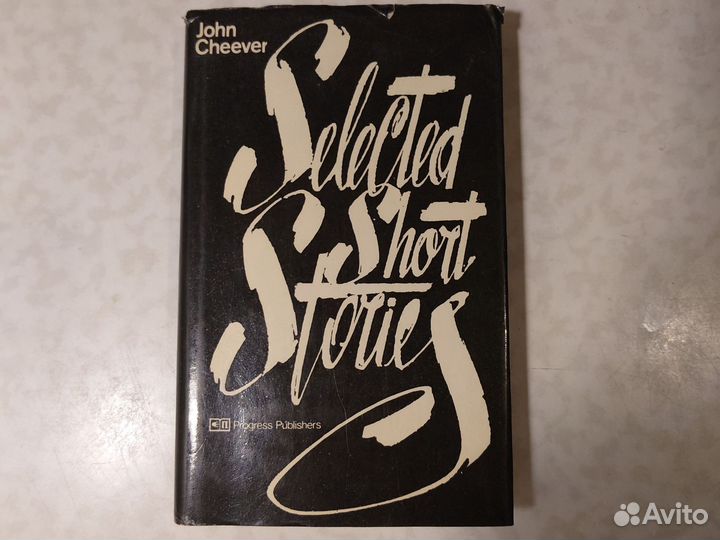 John
Cheever
Selected
Short
Stories
Progress Publishers
Avito